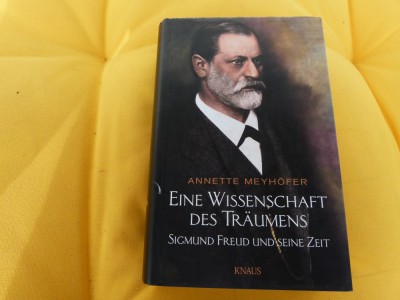 ANNETTE MEYHÖFER
EINE WISSENSCHAFT
DES TRÄUMENS
SIGMUND FREUD UND SEINE ZEIT
KNAUS